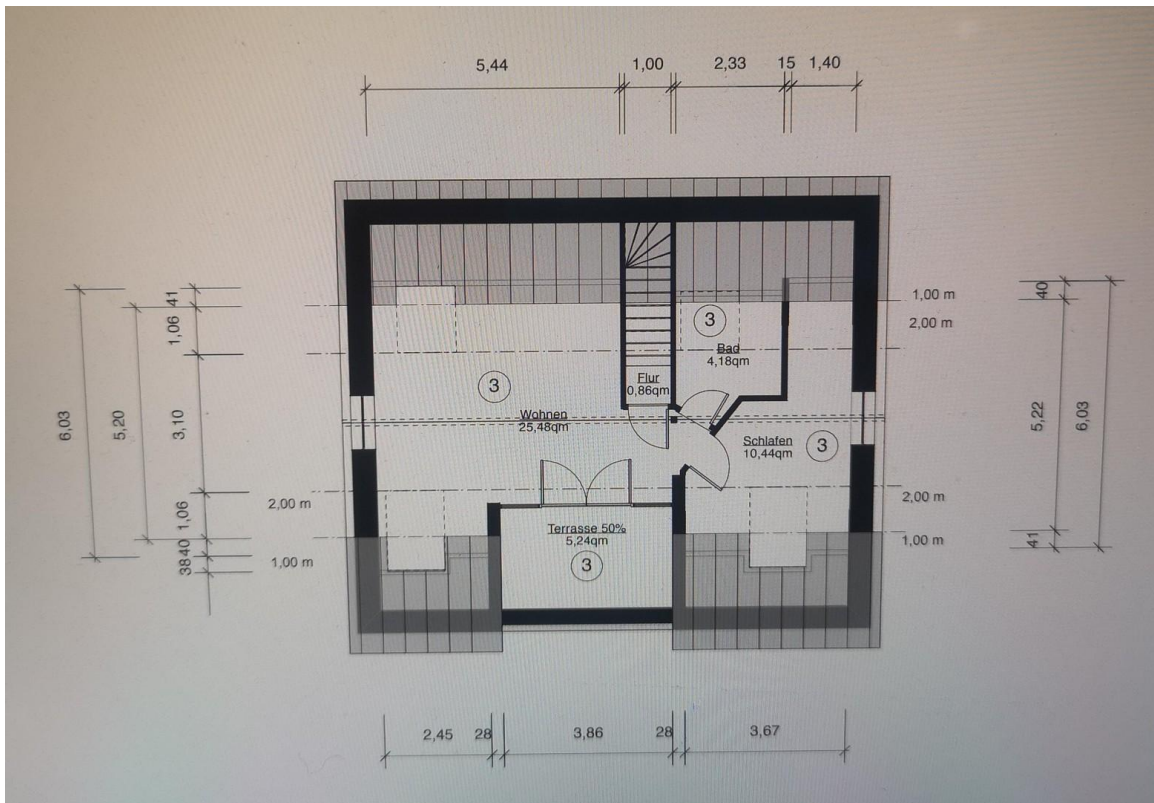 5,44 1,00 2,33 15 1,40
41
1,06
3,10
1,06
40
38
5,20
6,03
2,00 m
1,00 m
3
Wohnen
25,48qm
Flur
0,86qm
3
Bad
4,18qm
Schlafen
10,44qm
3
Terrasse 50%
5,24qm
3
1,00 m
2,00 m
2,00 m
1,00 m
40
5,22
41
6,03
2,45 28 3,86 28 3,67